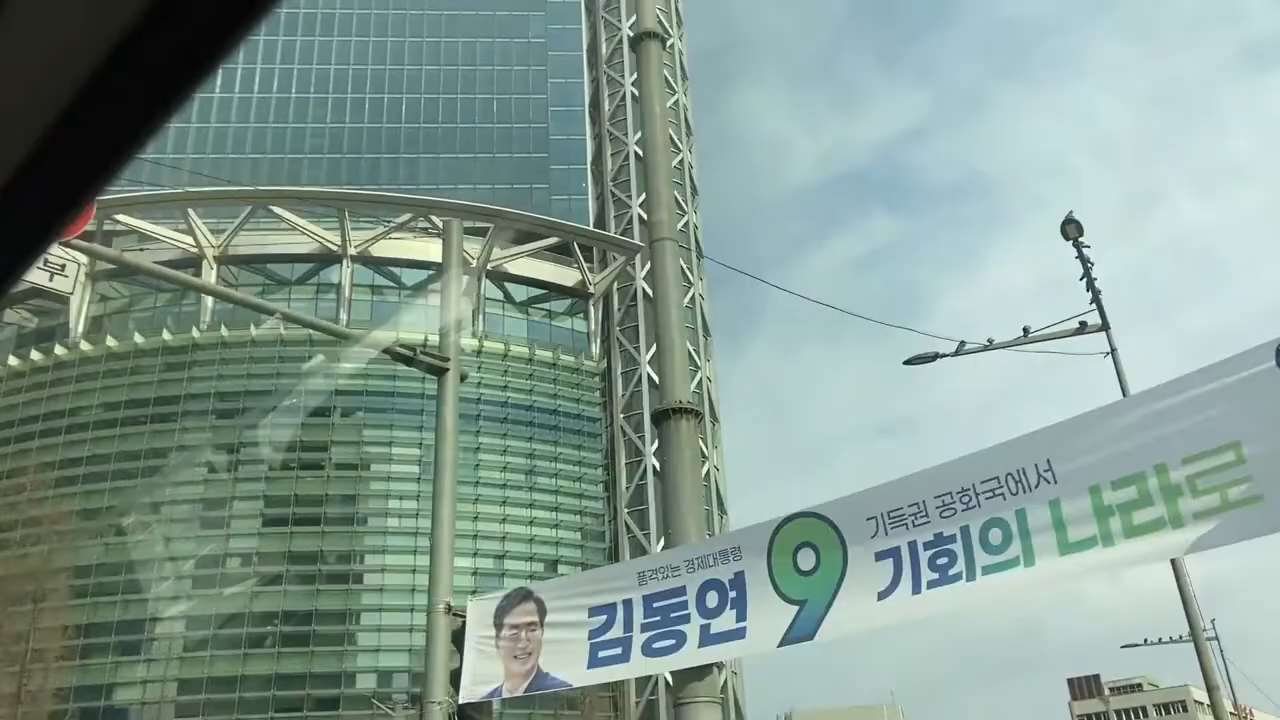 부
품격있는 경제대통령
김동연
9
기득권 공화국에서
기회의 나라로